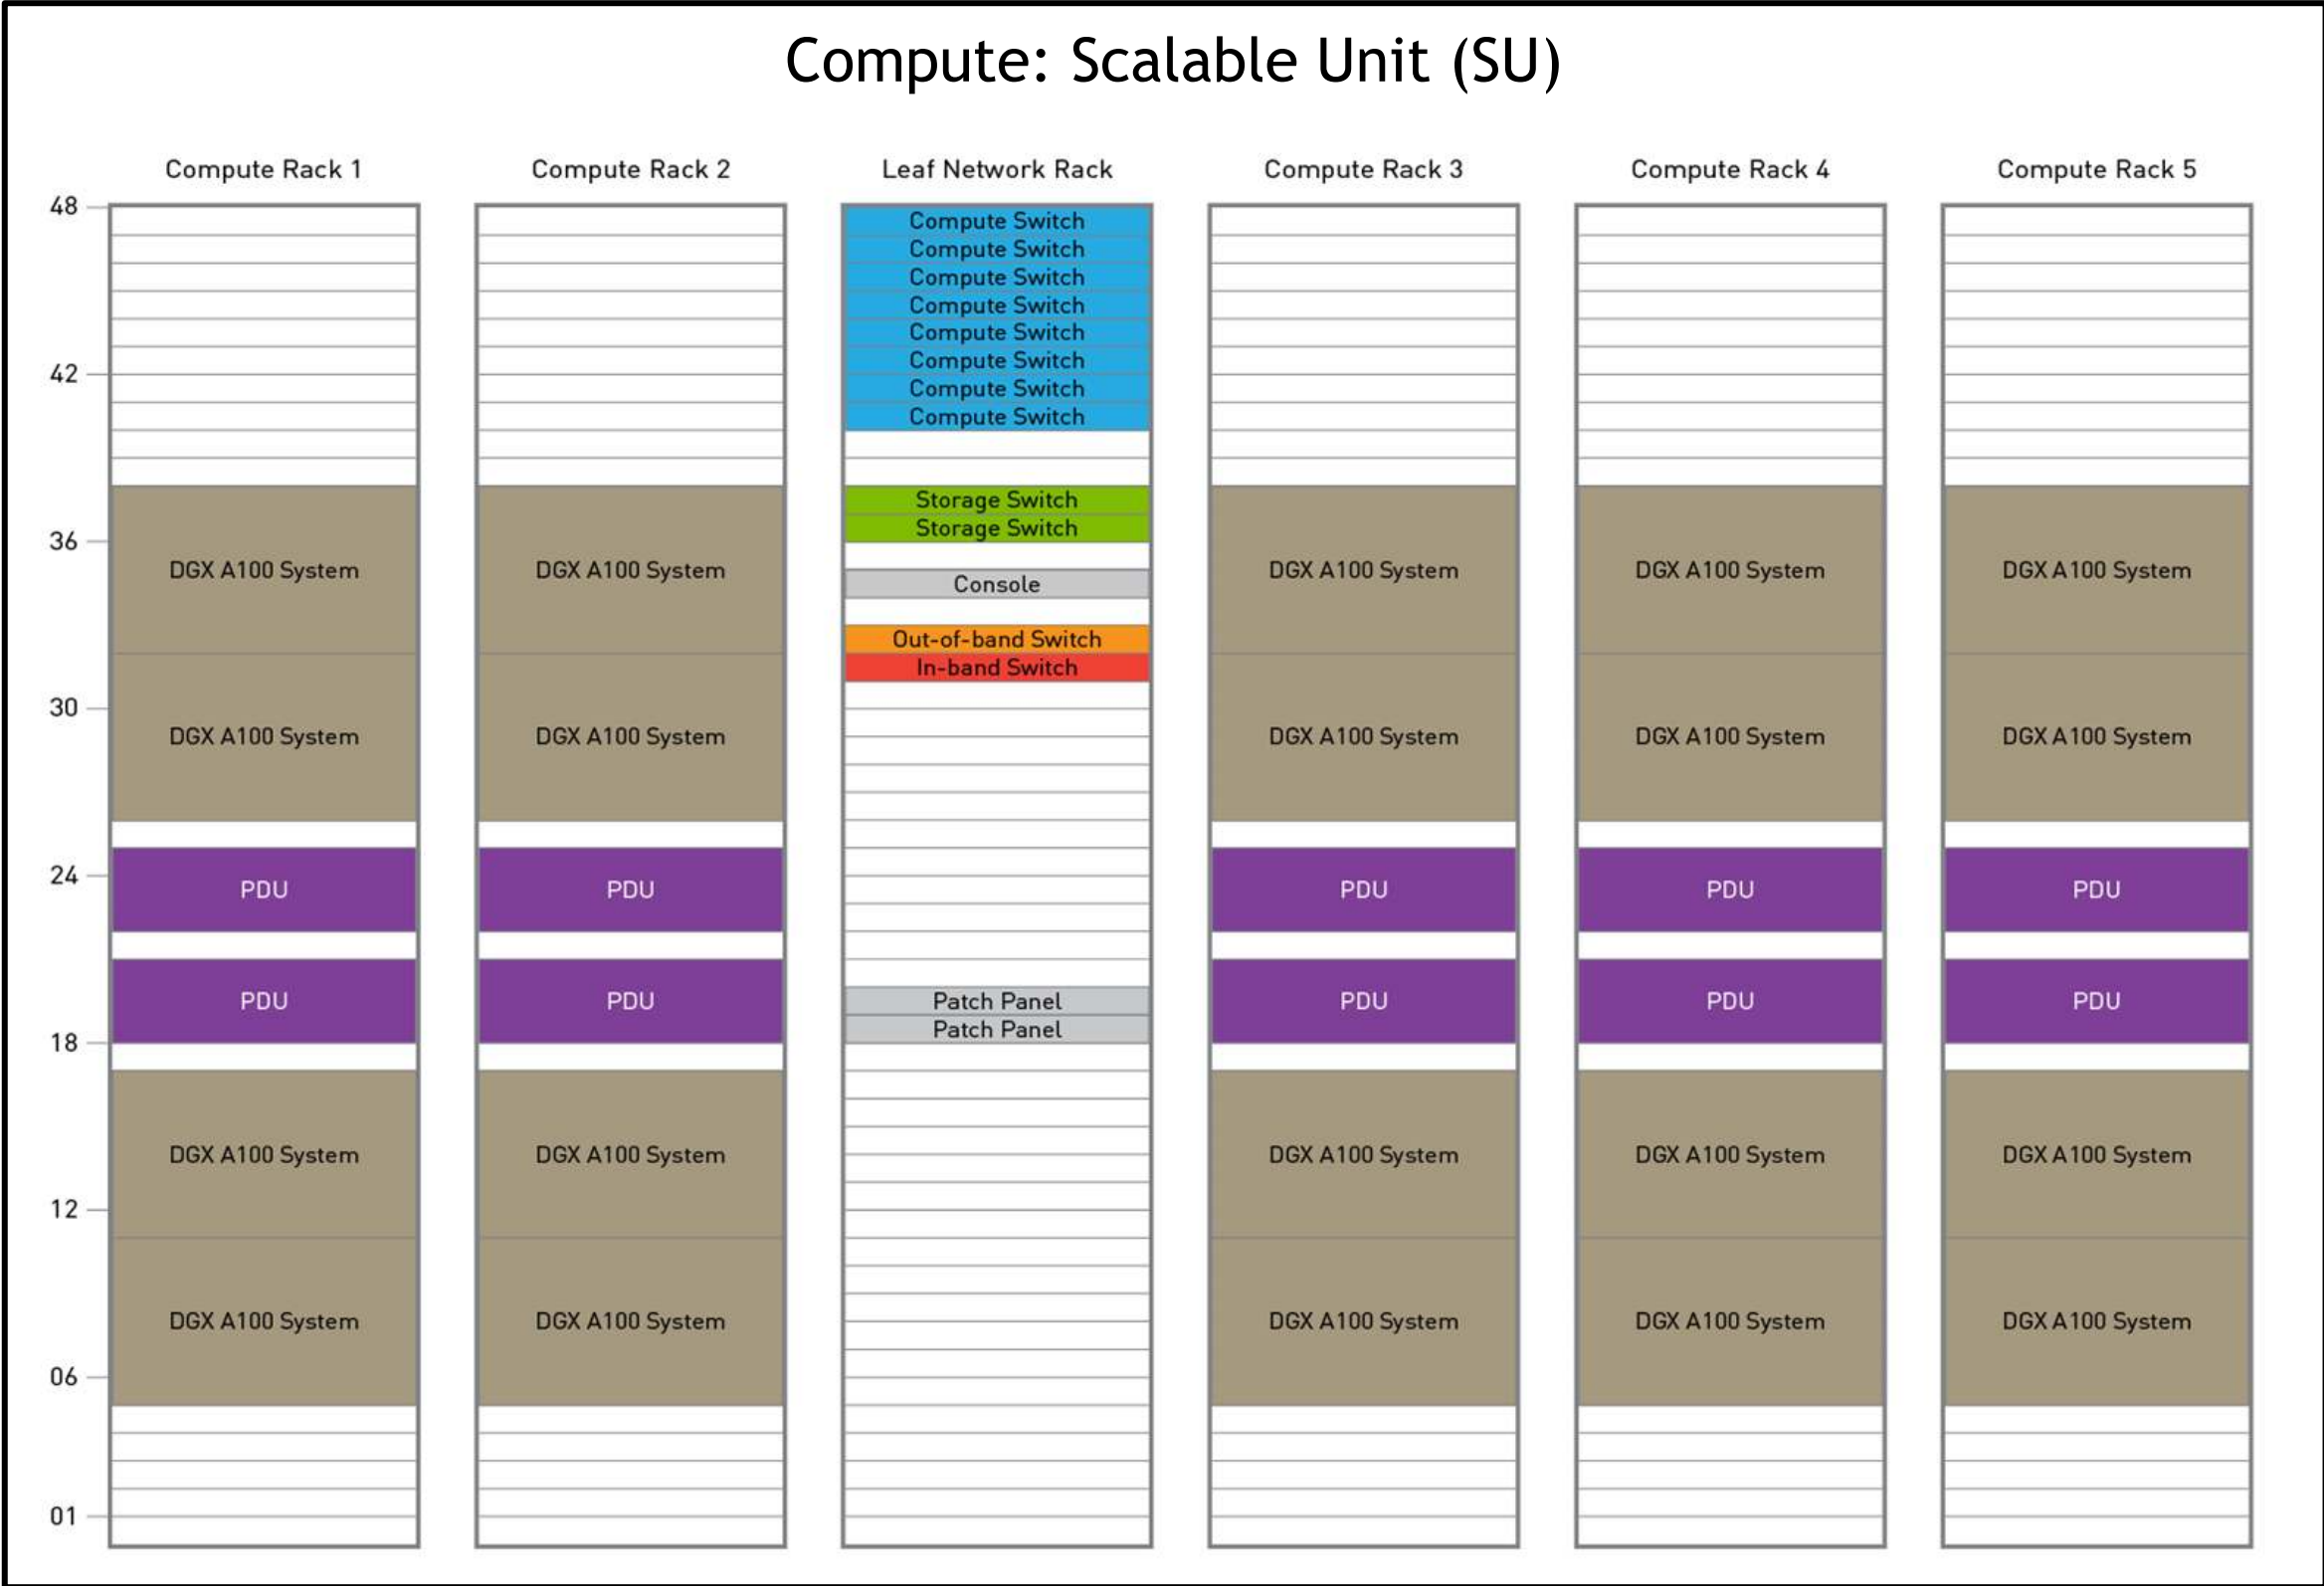 Compute: Scalable Unit (SU)
Compute Rack 1
Compute Rack 2
Leaf Network Rack
Compute Rack 3
Compute Rack 4
Compute Rack 5
48
42
36
30
24
18
12
06
01
DGX A100 System
DGX A100 System
PDU
PDU
DGX A100 System
DGX A100 System
DGX A100 System
DGX A100 System
PDU
PDU
DGX A100 System
DGX A100 System
Compute Switch
Compute Switch
Compute Switch
Compute Switch
Compute Switch
Compute Switch
Compute Switch
Compute Switch
Storage Switch
Storage Switch
Console
Out-of-band Switch
In-band Switch
Patch Panel
Patch Panel
DGX A100 System
DGX A100 System
PDU
PDU
DGX A100 System
DGX A100 System
DGX A100 System
DGX A100 System
PDU
PDU
DGX A100 System
DGX A100 System
DGX A100 System
DGX A100 System
PDU
PDU
DGX A100 System
DGX A100 System